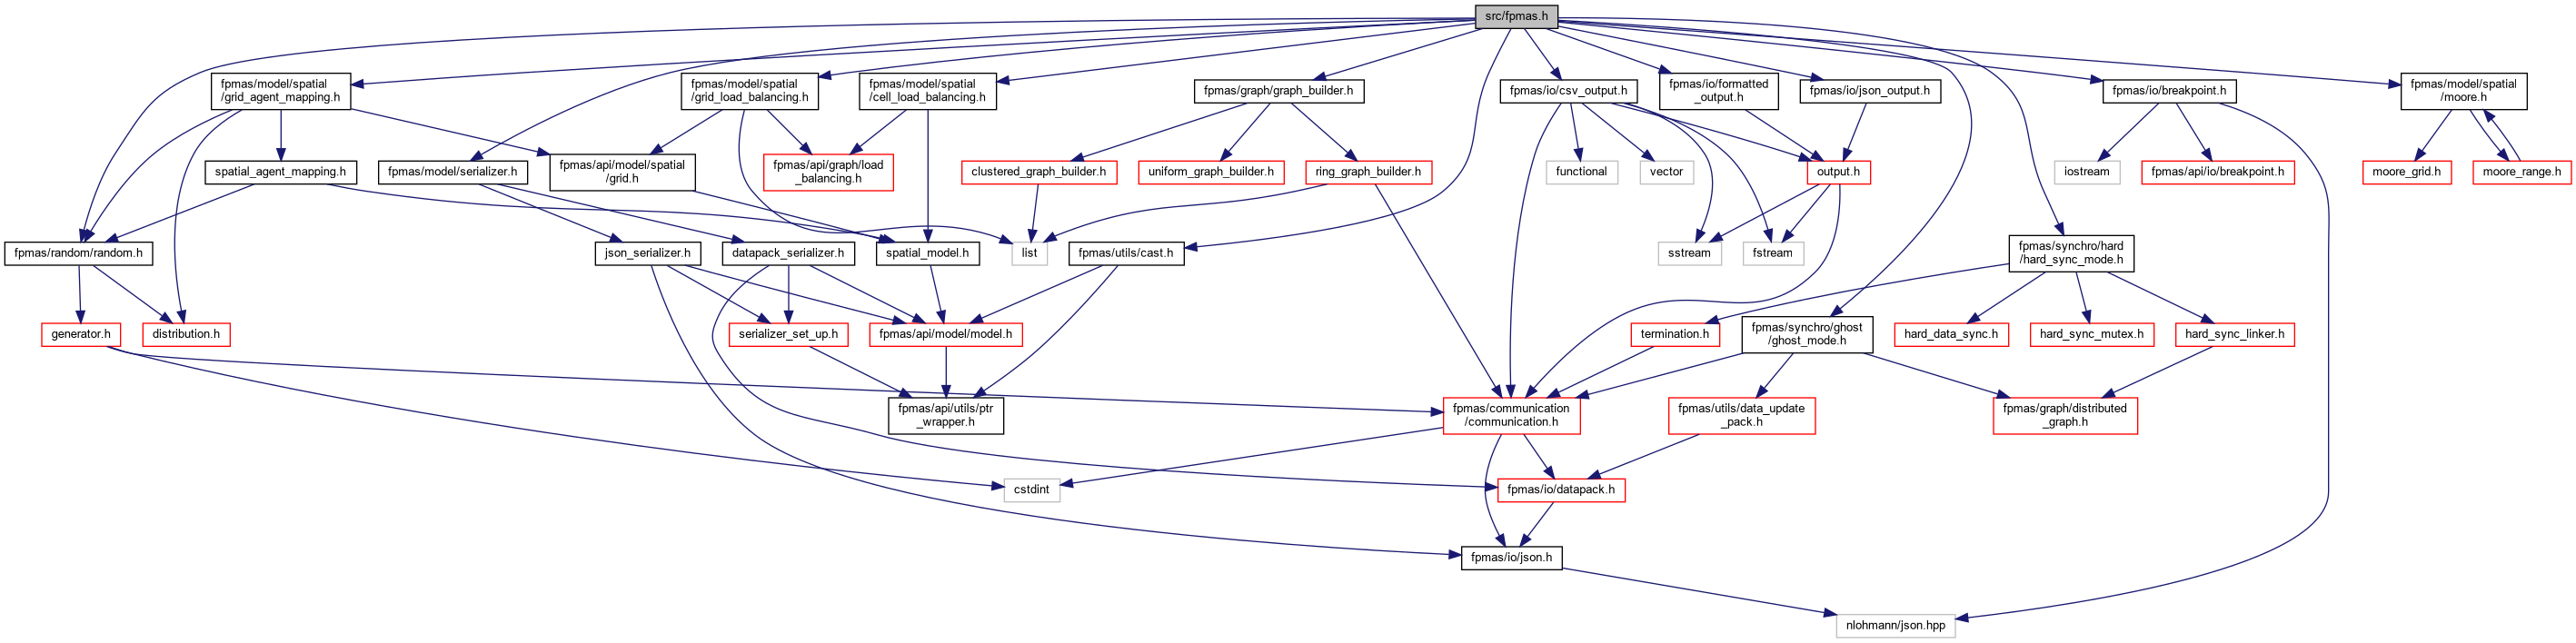 src/fpmas.h
fpmas/model/spatial
/grid_agent_mapping.h
fpmas/model/spatial
/grid_load_balancing.h
fpmas/model/spatial
/cell_load_balancing.h
fpmas/graph/graph_builder.h
fpmas/io/csv_output.h
fpmas/io/formatted
_output.h
fpmas/io/json_output.h
fpmas/io/breakpoint.h
fpmas/model/spatial
/moore.h
spatial_agent_mapping.h
fpmas/model/serializer.h
fpmas/api/model/spatial
/grid.h
fpmas/api/graph/load
_balancing.h
clustered_graph_builder.h
uniform_graph_builder.h
ring_graph_builder.h
functional
vector
output.h
iostream
fpmas/api/io/breakpoint.h
moore_grid.h
moore_range.h
fpmas/random/random.h
json_serializer.h
datapack_serializer.h
spatial_model.h
list
fpmas/utils/cast.h
sstream
fstream
fpmas/synchro/hard
/hard_sync_mode.h
generator.h
distribution.h
serializer_set_up.h
fpmas/api/model/model.h
termination.h
fpmas/synchro/ghost
/ghost_mode.h
hard_data_sync.h
hard_sync_mutex.h
hard_sync_linker.h
fpmas/api/utils/ptr
_wrapper.h
fpmas/communication
/communication.h
fpmas/utils/data_update
_pack.h
fpmas/graph/distributed
_graph.h
cstdint
fpmas/io/datapack.h
fpmas/io/json.h
nlohmann/json.hpp